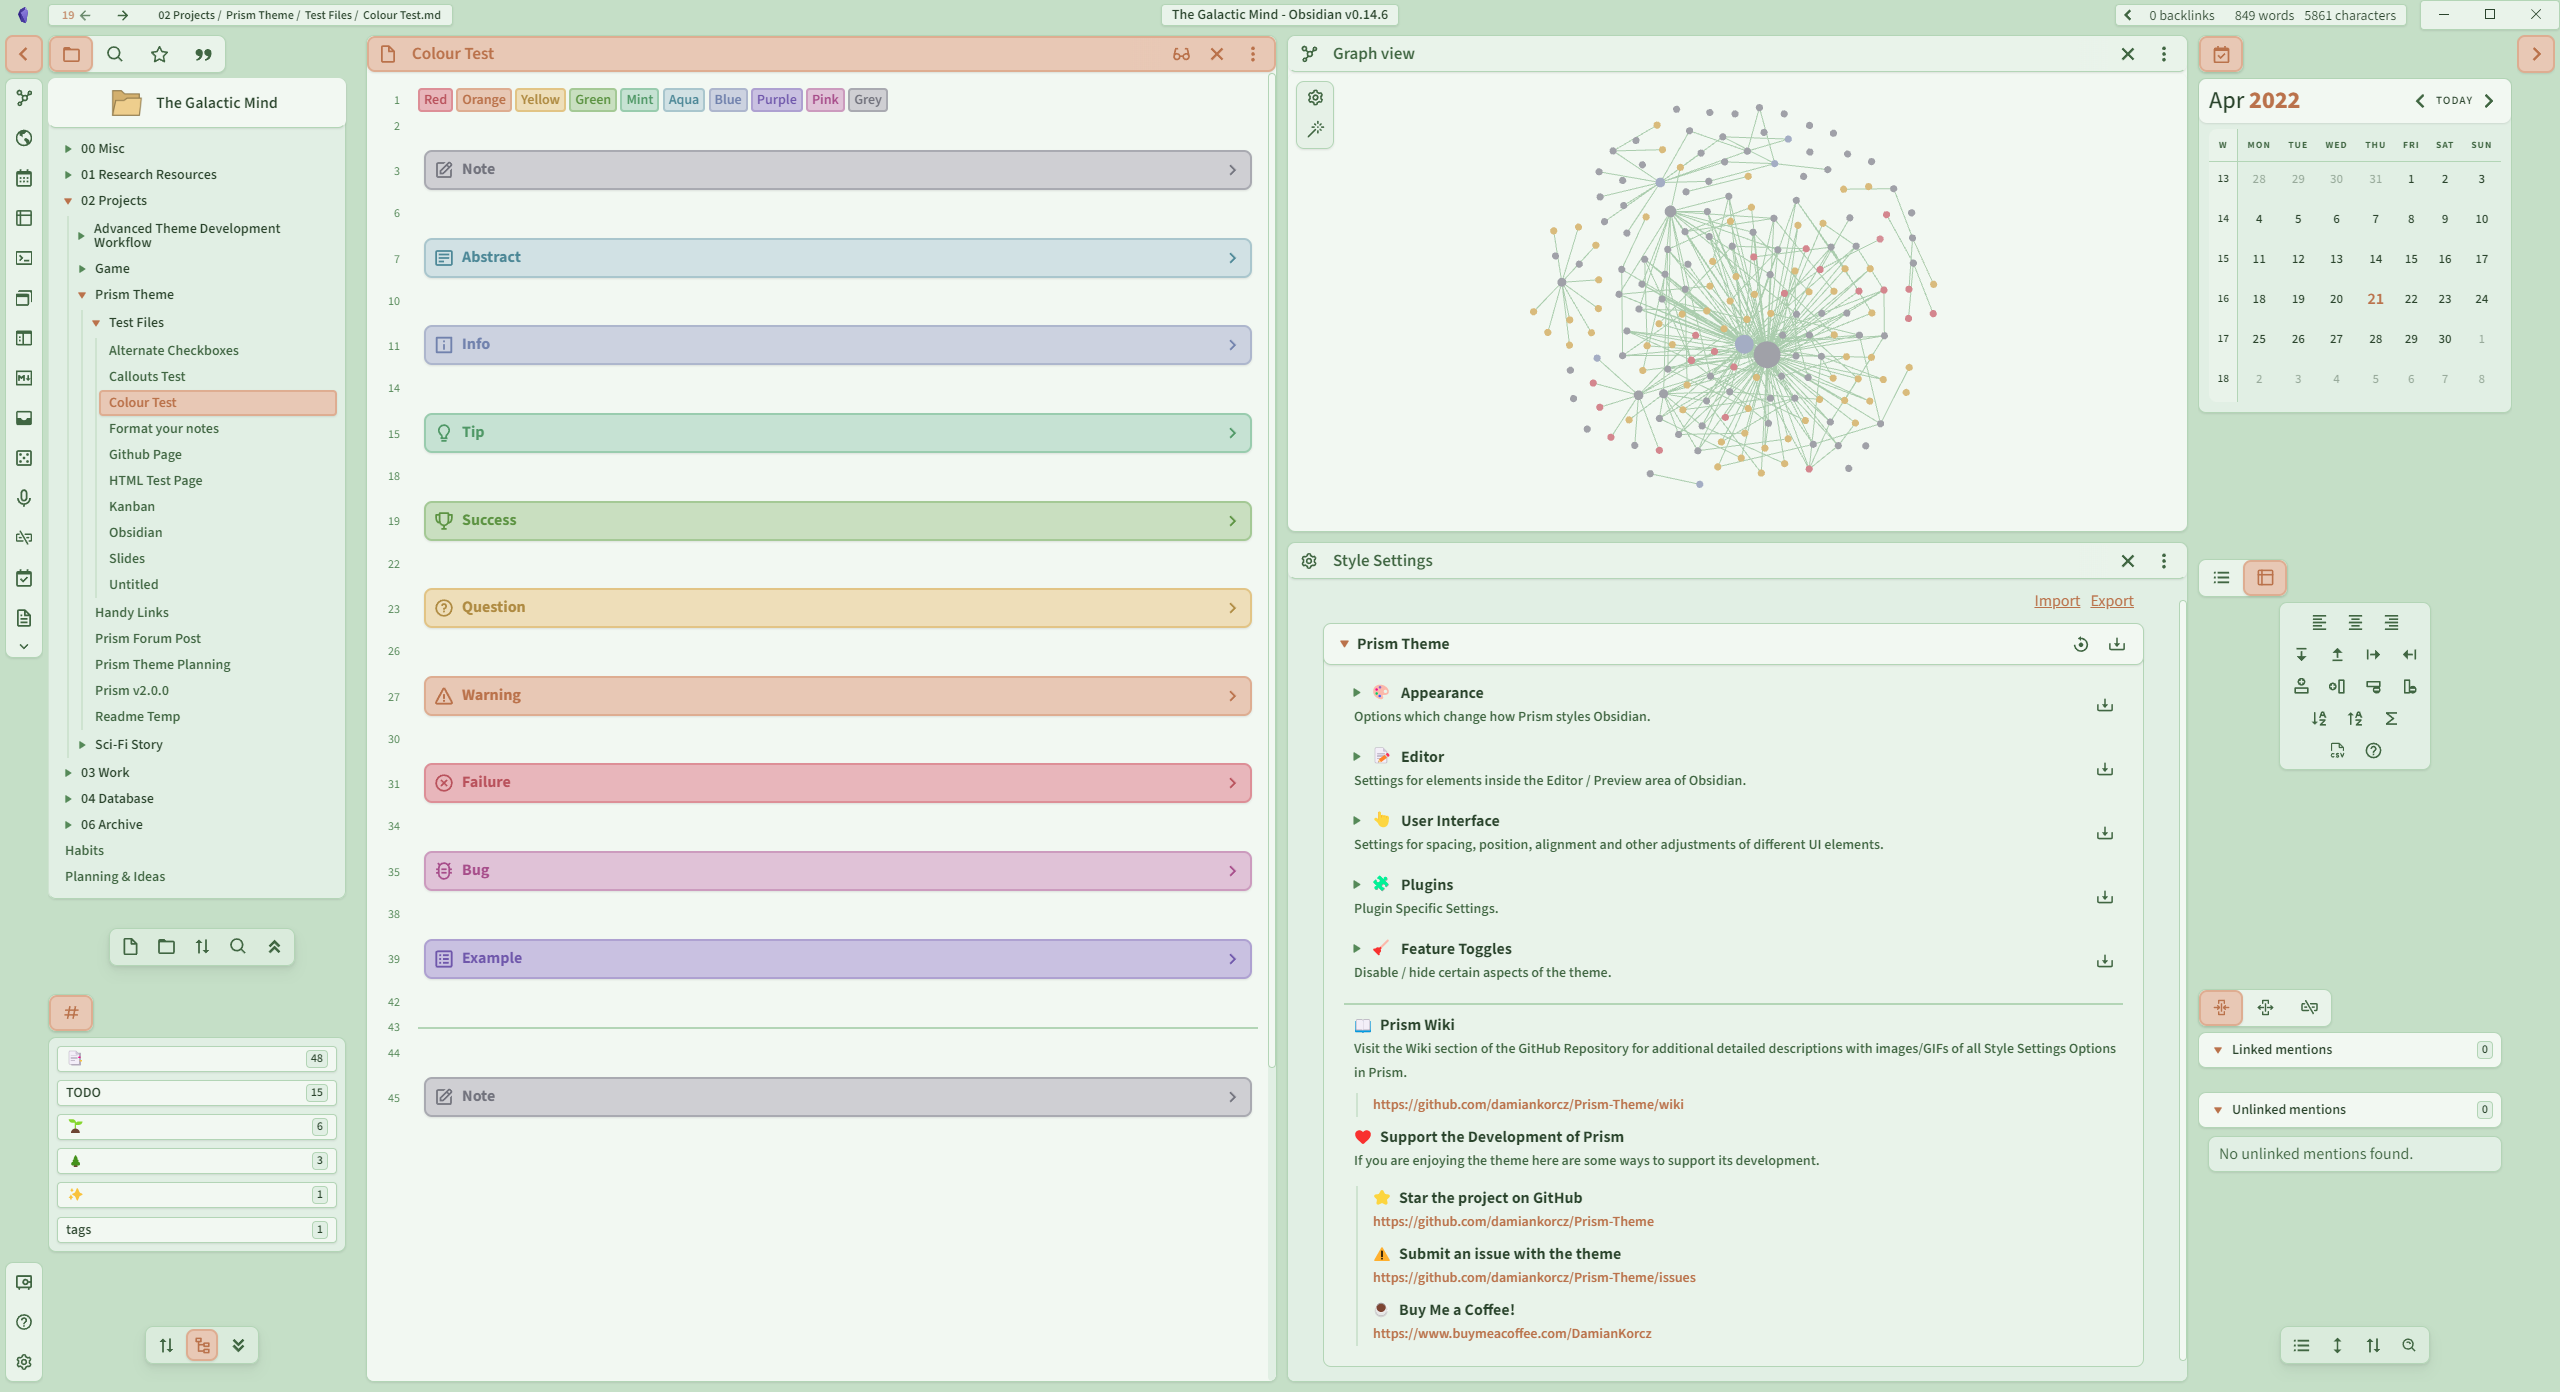 19
02 Projects / Prism Theme / Test Files / Colour Test.md
The Galactic Mind - Obsidian v0.14.6
0 backlinks 849 words 5861 characters
The Galactic Mind
00 Misc
01 Research Resources
02 Projects
Advanced Theme Development
Workflow
Game
Prism Theme
Test Files
Alternate Checkboxes
Callouts Test
Colour Test
Format your notes
Github Page
HTML Test Page
Kanban
Obsidian
Slides
Untitled
Handy Links
Prism Forum Post
Prism Theme Planning
Prism v2.0.0
Readme Temp
Sci-Fi Story
03 Work
04 Database
06 Archive
Habits
Planning & Ideas
#
48
TODO 15
6
3
1
tags 1
Colour Test
1 Red Orange Yellow Green Mint Aqua Blue Purple Pink Grey
2
3 Note
6
7 Abstract
10
11 Info
14
15 Tip
18
19 Success
22
23 Question
26
27 Warning
30
31 Failure
34
35 Bug
38
39 Example
42
43
44
45 Note
Graph view
Style Settings
Import Export
Prism Theme
Appearance
Options which change how Prism styles Obsidian.
Editor
Settings for elements inside the Editor / Preview area of Obsidian.
User Interface
Settings for spacing, position, alignment and other adjustments of different UI elements.
Plugins
Plugin Specific Settings.
Feature Toggles
Disable / hide certain aspects of the theme.
Prism Wiki
Visit the Wiki section of the GitHub Repository for additional detailed descriptions with images/GIFs of all Style Settings Options
in Prism.
https://github.com/damiankorcz/Prism-Theme/wiki
Support the Development of Prism
If you are enjoying the theme here are some ways to support its development.
Star the project on GitHub
https://github.com/damiankorcz/Prism-Theme
Submit an issue with the theme
https://github.com/damiankorcz/Prism-Theme/issues
Buy Me a Coffee!
https://www.buymeacoffee.com/DamianKorcz
Apr 2022 TODAY
W MON TUE WED THU FRI SAT SUN
13 28 29 30 31 1 2 3
14 4 5 6 7 8 9 10
15 11 12 13 14 15 16 17
16 18 19 20 21 22 23 24
17 25 26 27 28 29 30 1
18 2 3 4 5 6 7 8
CSV
Linked mentions 0
Unlinked mentions 0
No unlinked mentions found.